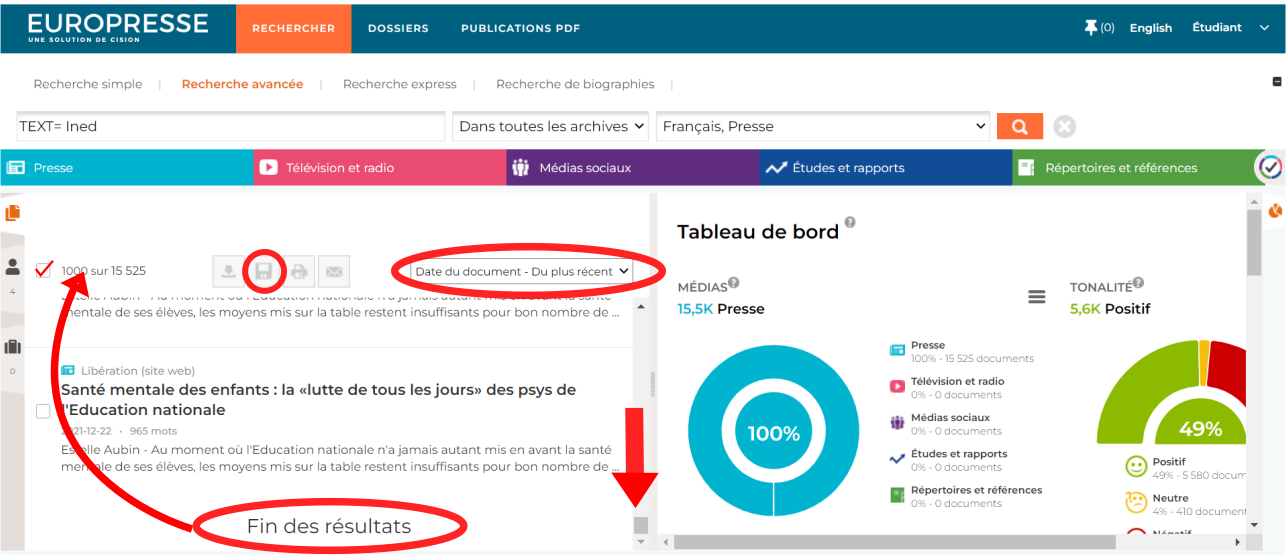 EUROPRESSE
UNE SOLUTION DE CISION
RECHERCHER
DOSSIERS
PUBLICATIONS PDF
(0)
English
Étudiant
Recherche simple
Recherche avancée
Recherche express
Recherche de biographies
TEXT= Ined
Dans toutes les archives
Français, Presse
Presse
Télévision et radio
Médias sociaux
Études et rapports
Répertoires et références
1000 sur 15 525
Date du document - Du plus récent
4
0
Estelle Aubin - Au moment où l'Education nationale n'a jamais autant mis en avant la santé
mentale de ses élèves, les moyens mis sur la table restent insuffisants pour bon nombre de ...
Libération (site web)
Santé mentale des enfants : la «lutte de tous les jours» des psys de
l'Education nationale
2021-12-22 · 965 mots
Estelle Aubin - Au moment où l'Education nationale n'a jamais autant mis en avant la santé
mentale de ses élèves, les moyens mis sur la table restent insuffisants pour bon nombre de ...
Fin des résultats
Tableau de bord ?
MÉDIAS ?
15,5K Presse
100%
Presse
100% - 15 525 documents
Télévision et radio
0% - 0 documents
Médias sociaux
0% - 0 documents
Études et rapports
0% - 0 documents
Répertoires et références
0% - 0 documents
TONALITÉ ?
5,6K Positif
49%
Positif
49% - 5 580 docum
Neutre
4% - 410 document
Négatif